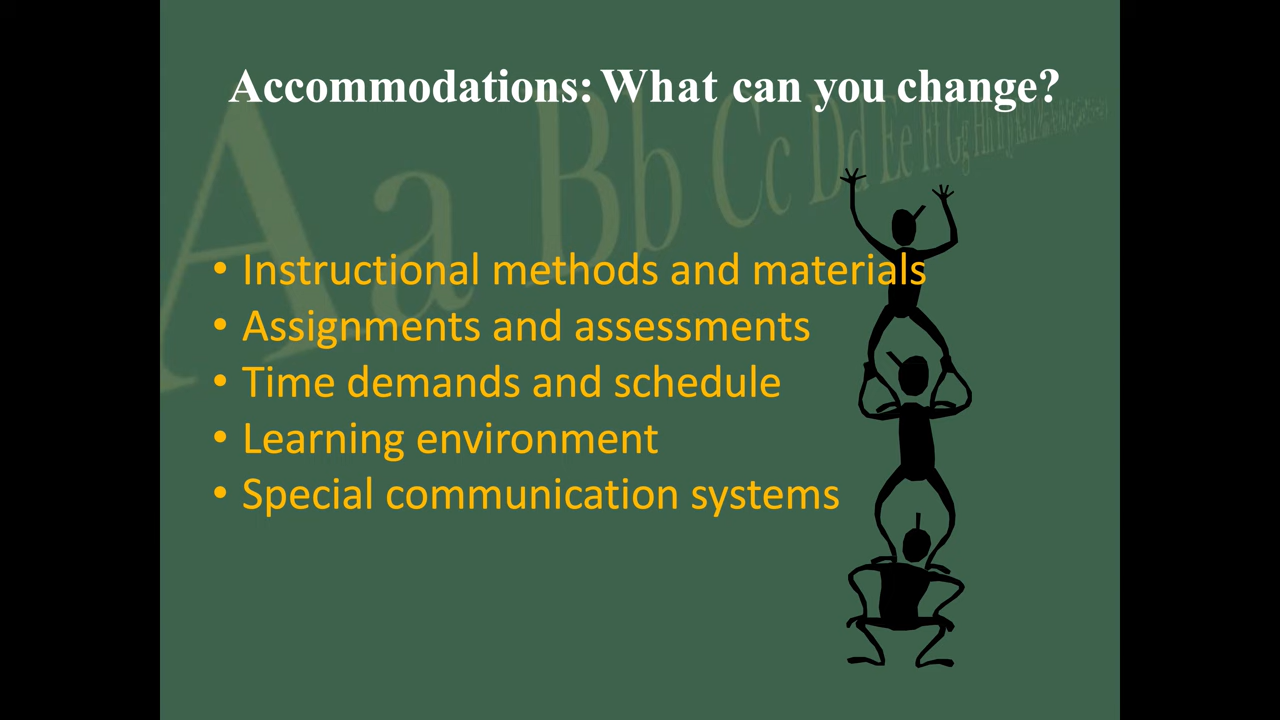 Accommodations: What can you change?
Aa Bb Cc Dd Ee Ff Gg Hh
• Instructional methods and materials
• Assignments and assessments
• Time demands and schedule
• Learning environment
• Special communication systems